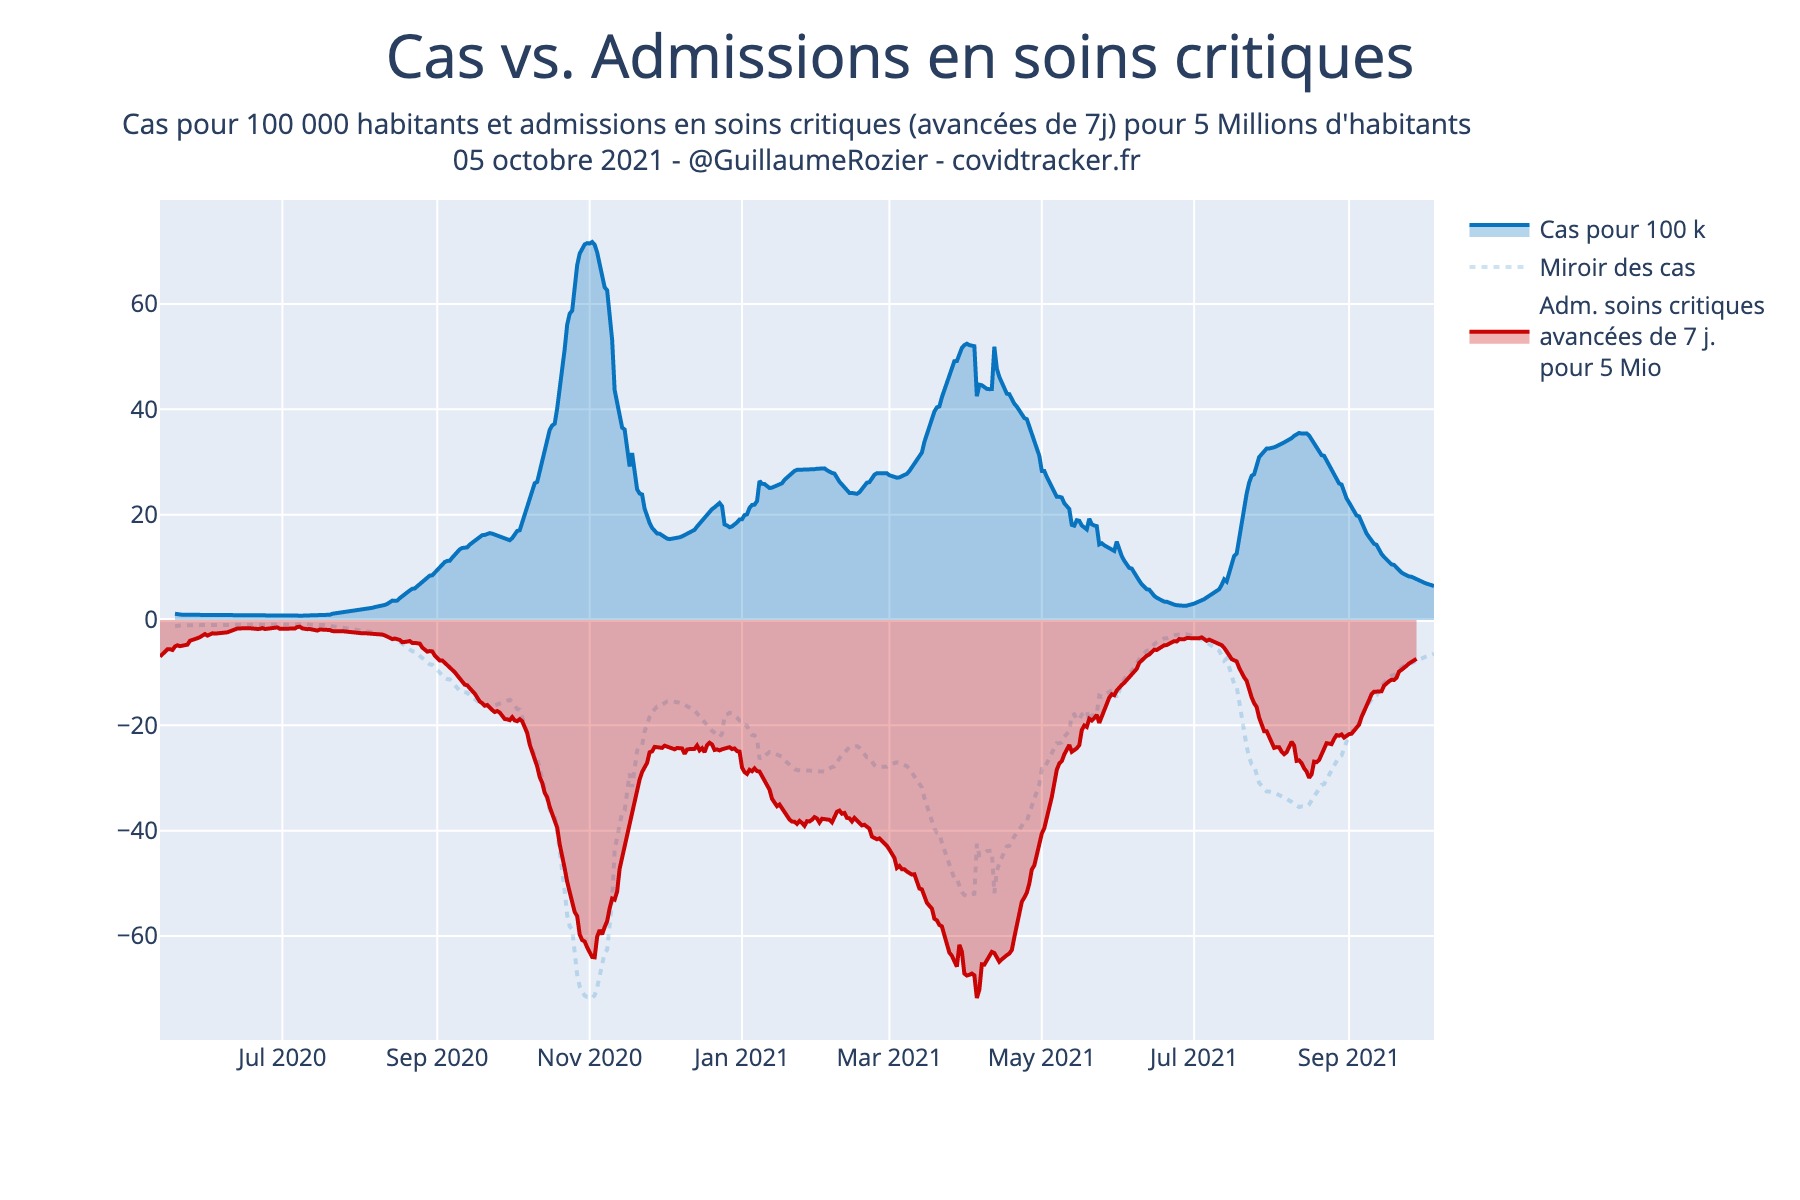 Cas vs. Admissions en soins critiques
Cas pour 100 000 habitants et admissions en soins critiques (avancées de 7j) pour 5 Millions d'habitants
05 octobre 2021 - @GuillaumeRozier - covidtracker.fr
Cas pour 100 k
Miroir des cas
Adm. soins critiques
avancées de 7 j.
pour 5 Mio
60
40
20
0
−20
−40
−60
Jul 2020
Sep 2020
Nov 2020
Jan 2021
Mar 2021
May 2021
Jul 2021
Sep 2021